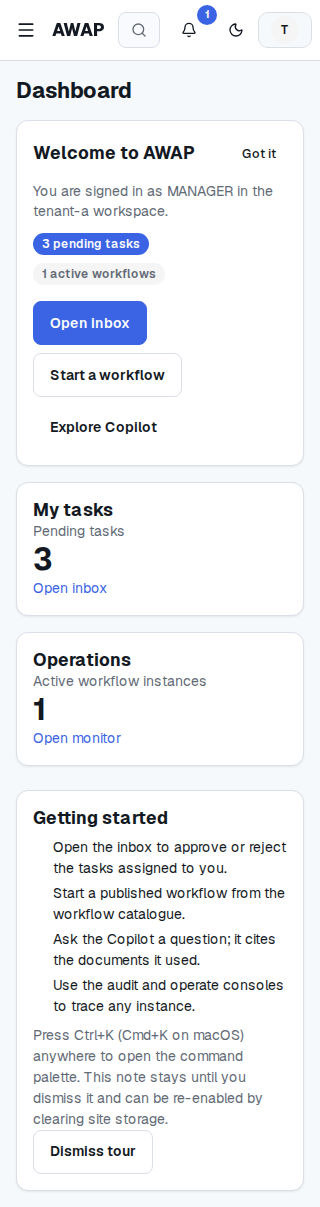 AWAP
1
T
Dashboard
Welcome to AWAP
Got it
You are signed in as MANAGER in the
tenant-a workspace.
3 pending tasks
1 active workflows
Open inbox
Start a workflow
Explore Copilot
My tasks
Pending tasks
3
Open inbox
Operations
Active workflow instances
1
Open monitor
Getting started
Open the inbox to approve or reject
the tasks assigned to you.
Start a published workflow from the
workflow catalogue.
Ask the Copilot a question; it cites
the documents it used.
Use the audit and operate consoles
to trace any instance.
Press Ctrl+K (Cmd+K on macOS)
anywhere to open the command
palette. This note stays until you
dismiss it and can be re-enabled by
clearing site storage.
Dismiss tour